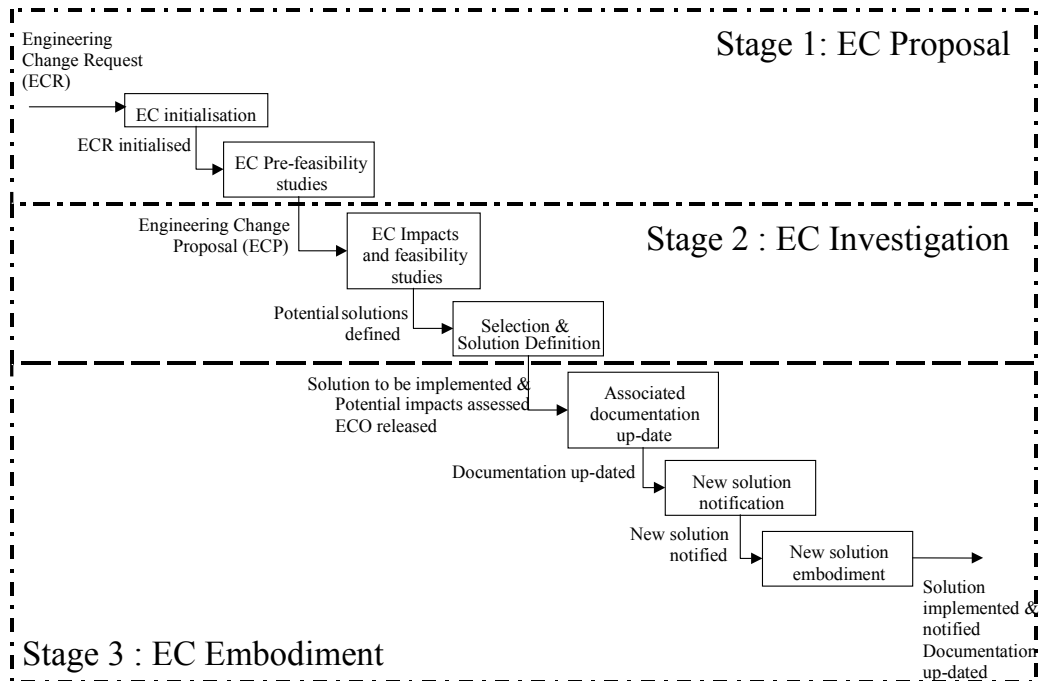 Engineering
Change Request
(ECR)
Stage 1: EC Proposal
EC initialisation
ECR initialised
EC Pre-feasibility
studies
Engineering Change
Proposal (ECP)
EC Impacts
and feasibility
studies
Stage 2 : EC Investigation
Potential solutions
defined
Selection &
Solution Definition
Solution to be implemented &
Potential impacts assessed
ECO released
Associated
documentation
up-date
Documentation up-dated
New solution
notification
New solution
notified
New solution
embodiment
Solution
implemented &
notified
Documentation
up-dated
Stage 3 : EC Embodiment